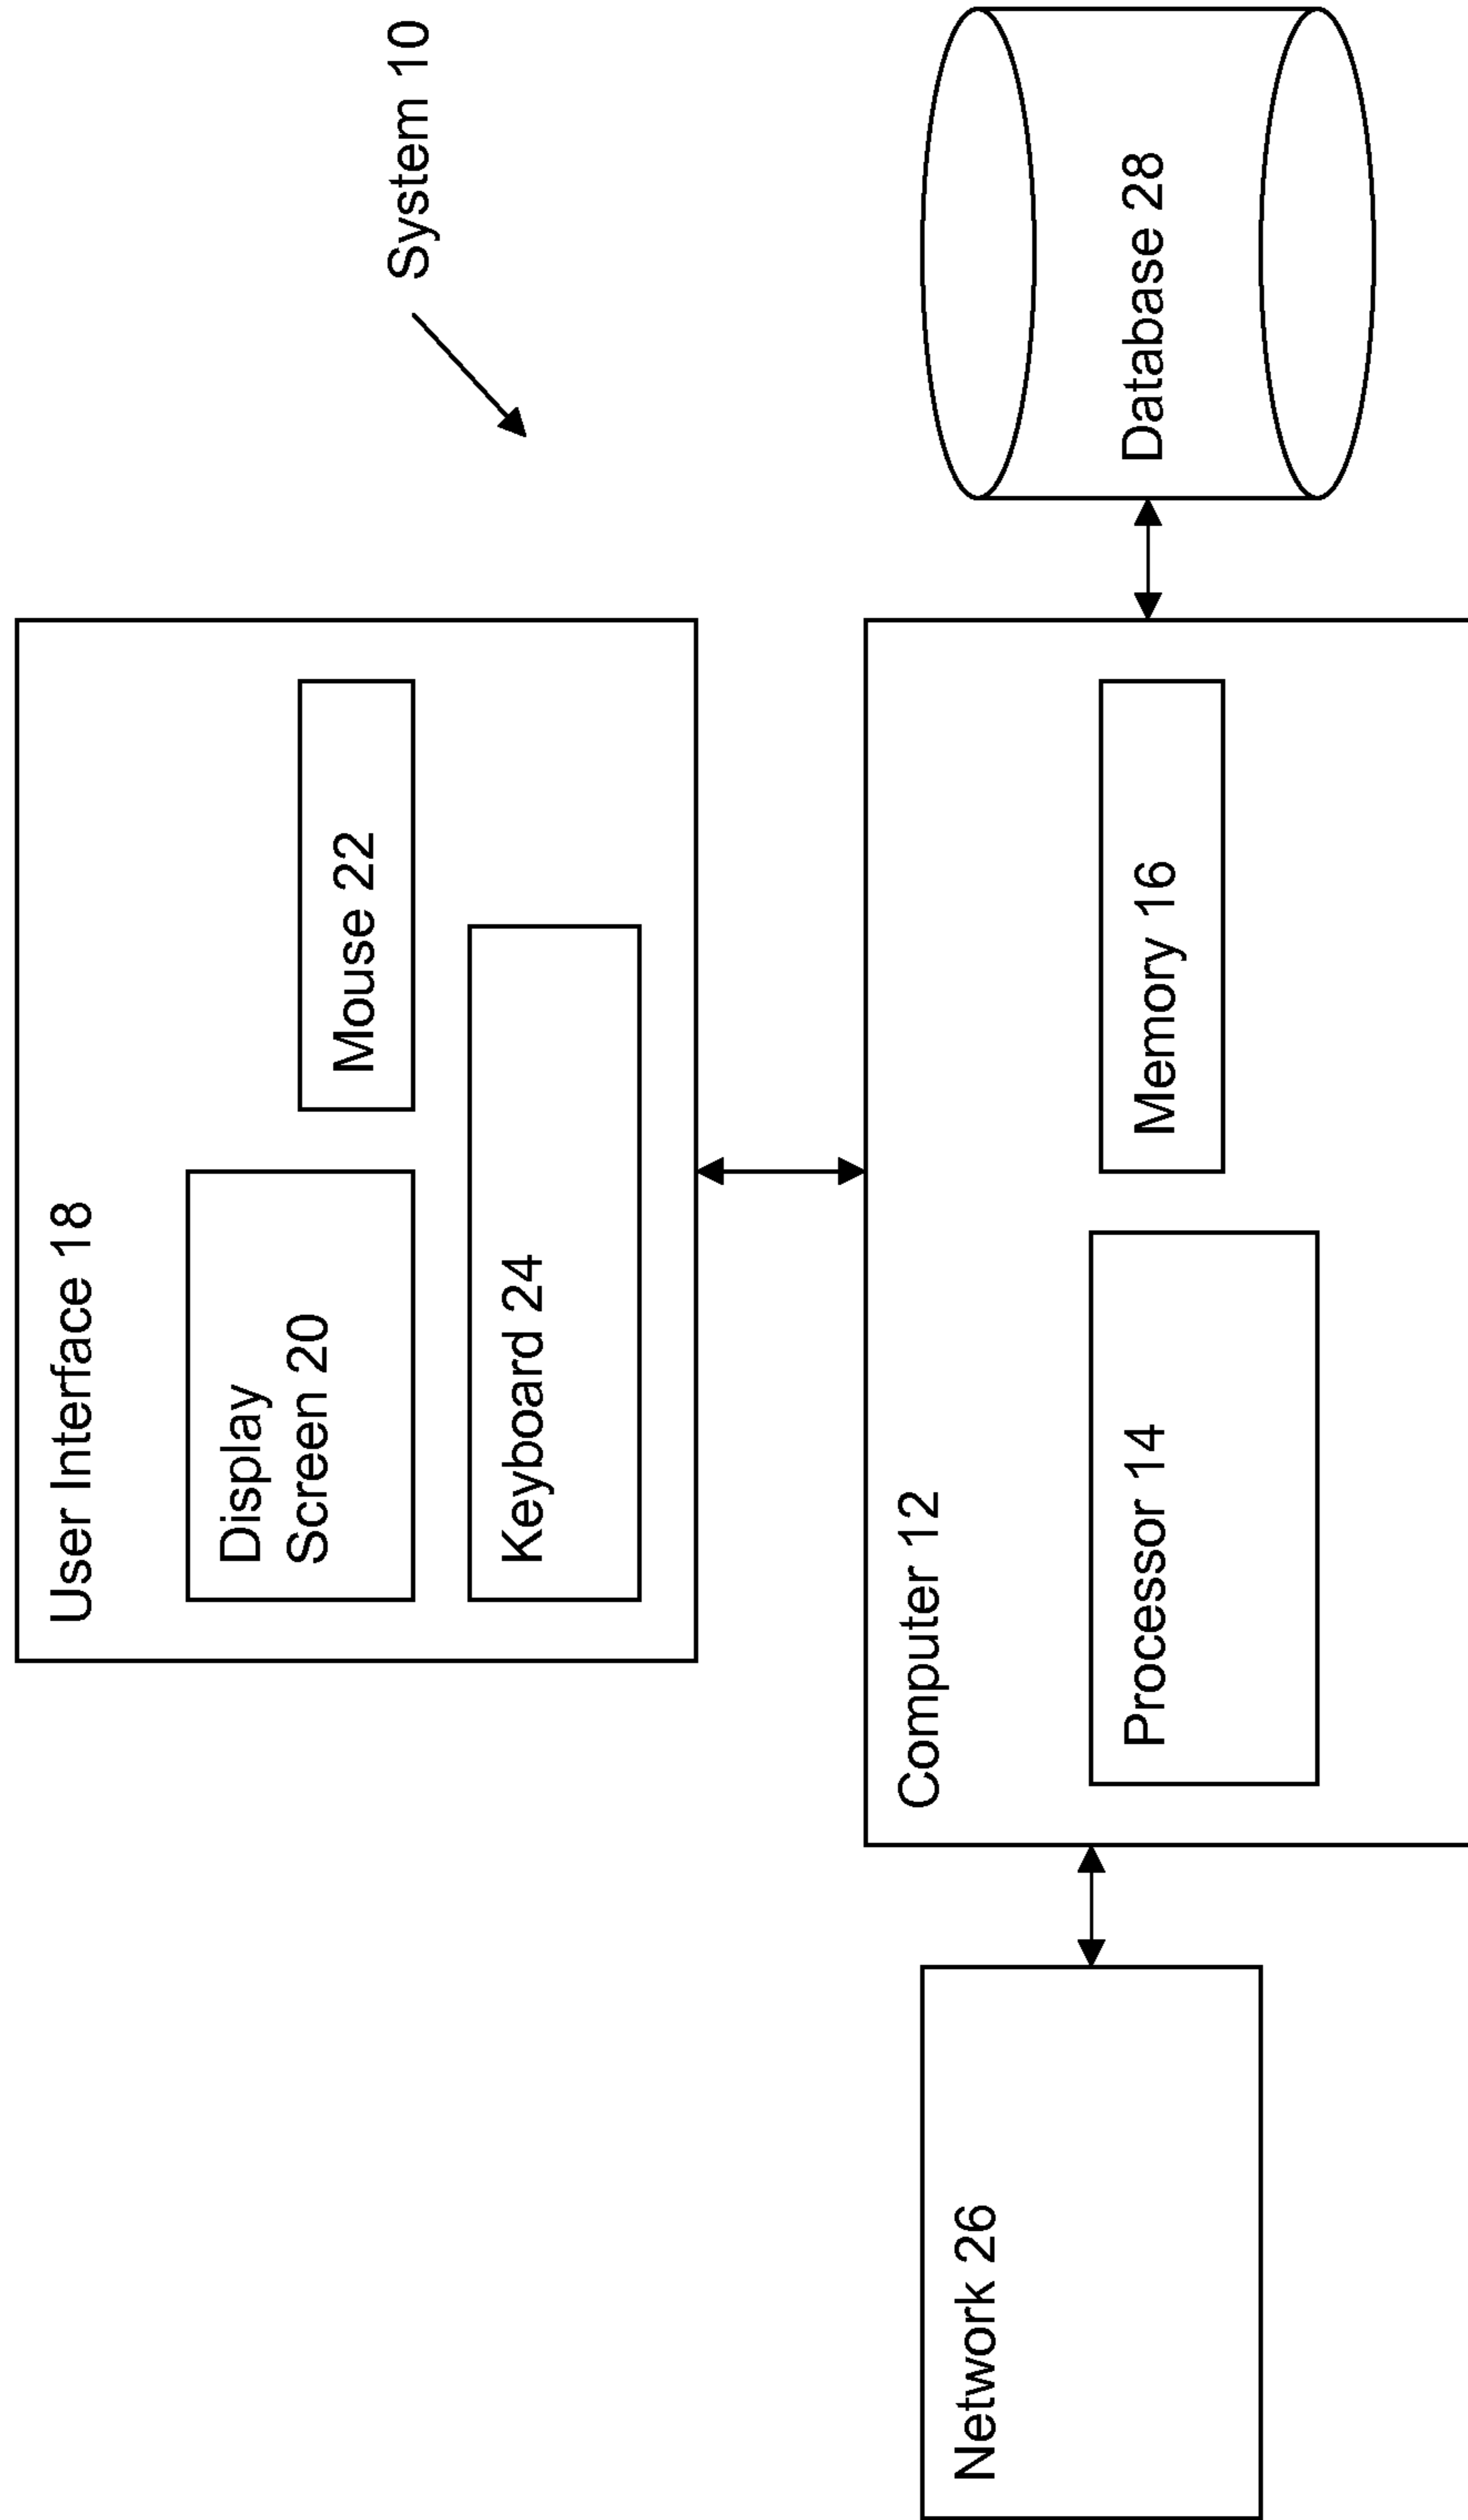 System 10
User Interface 18
Display
Screen 20
Mouse 22
Keyboard 24
Computer 12
Processor 14
Memory 16
Network 26
Database 28